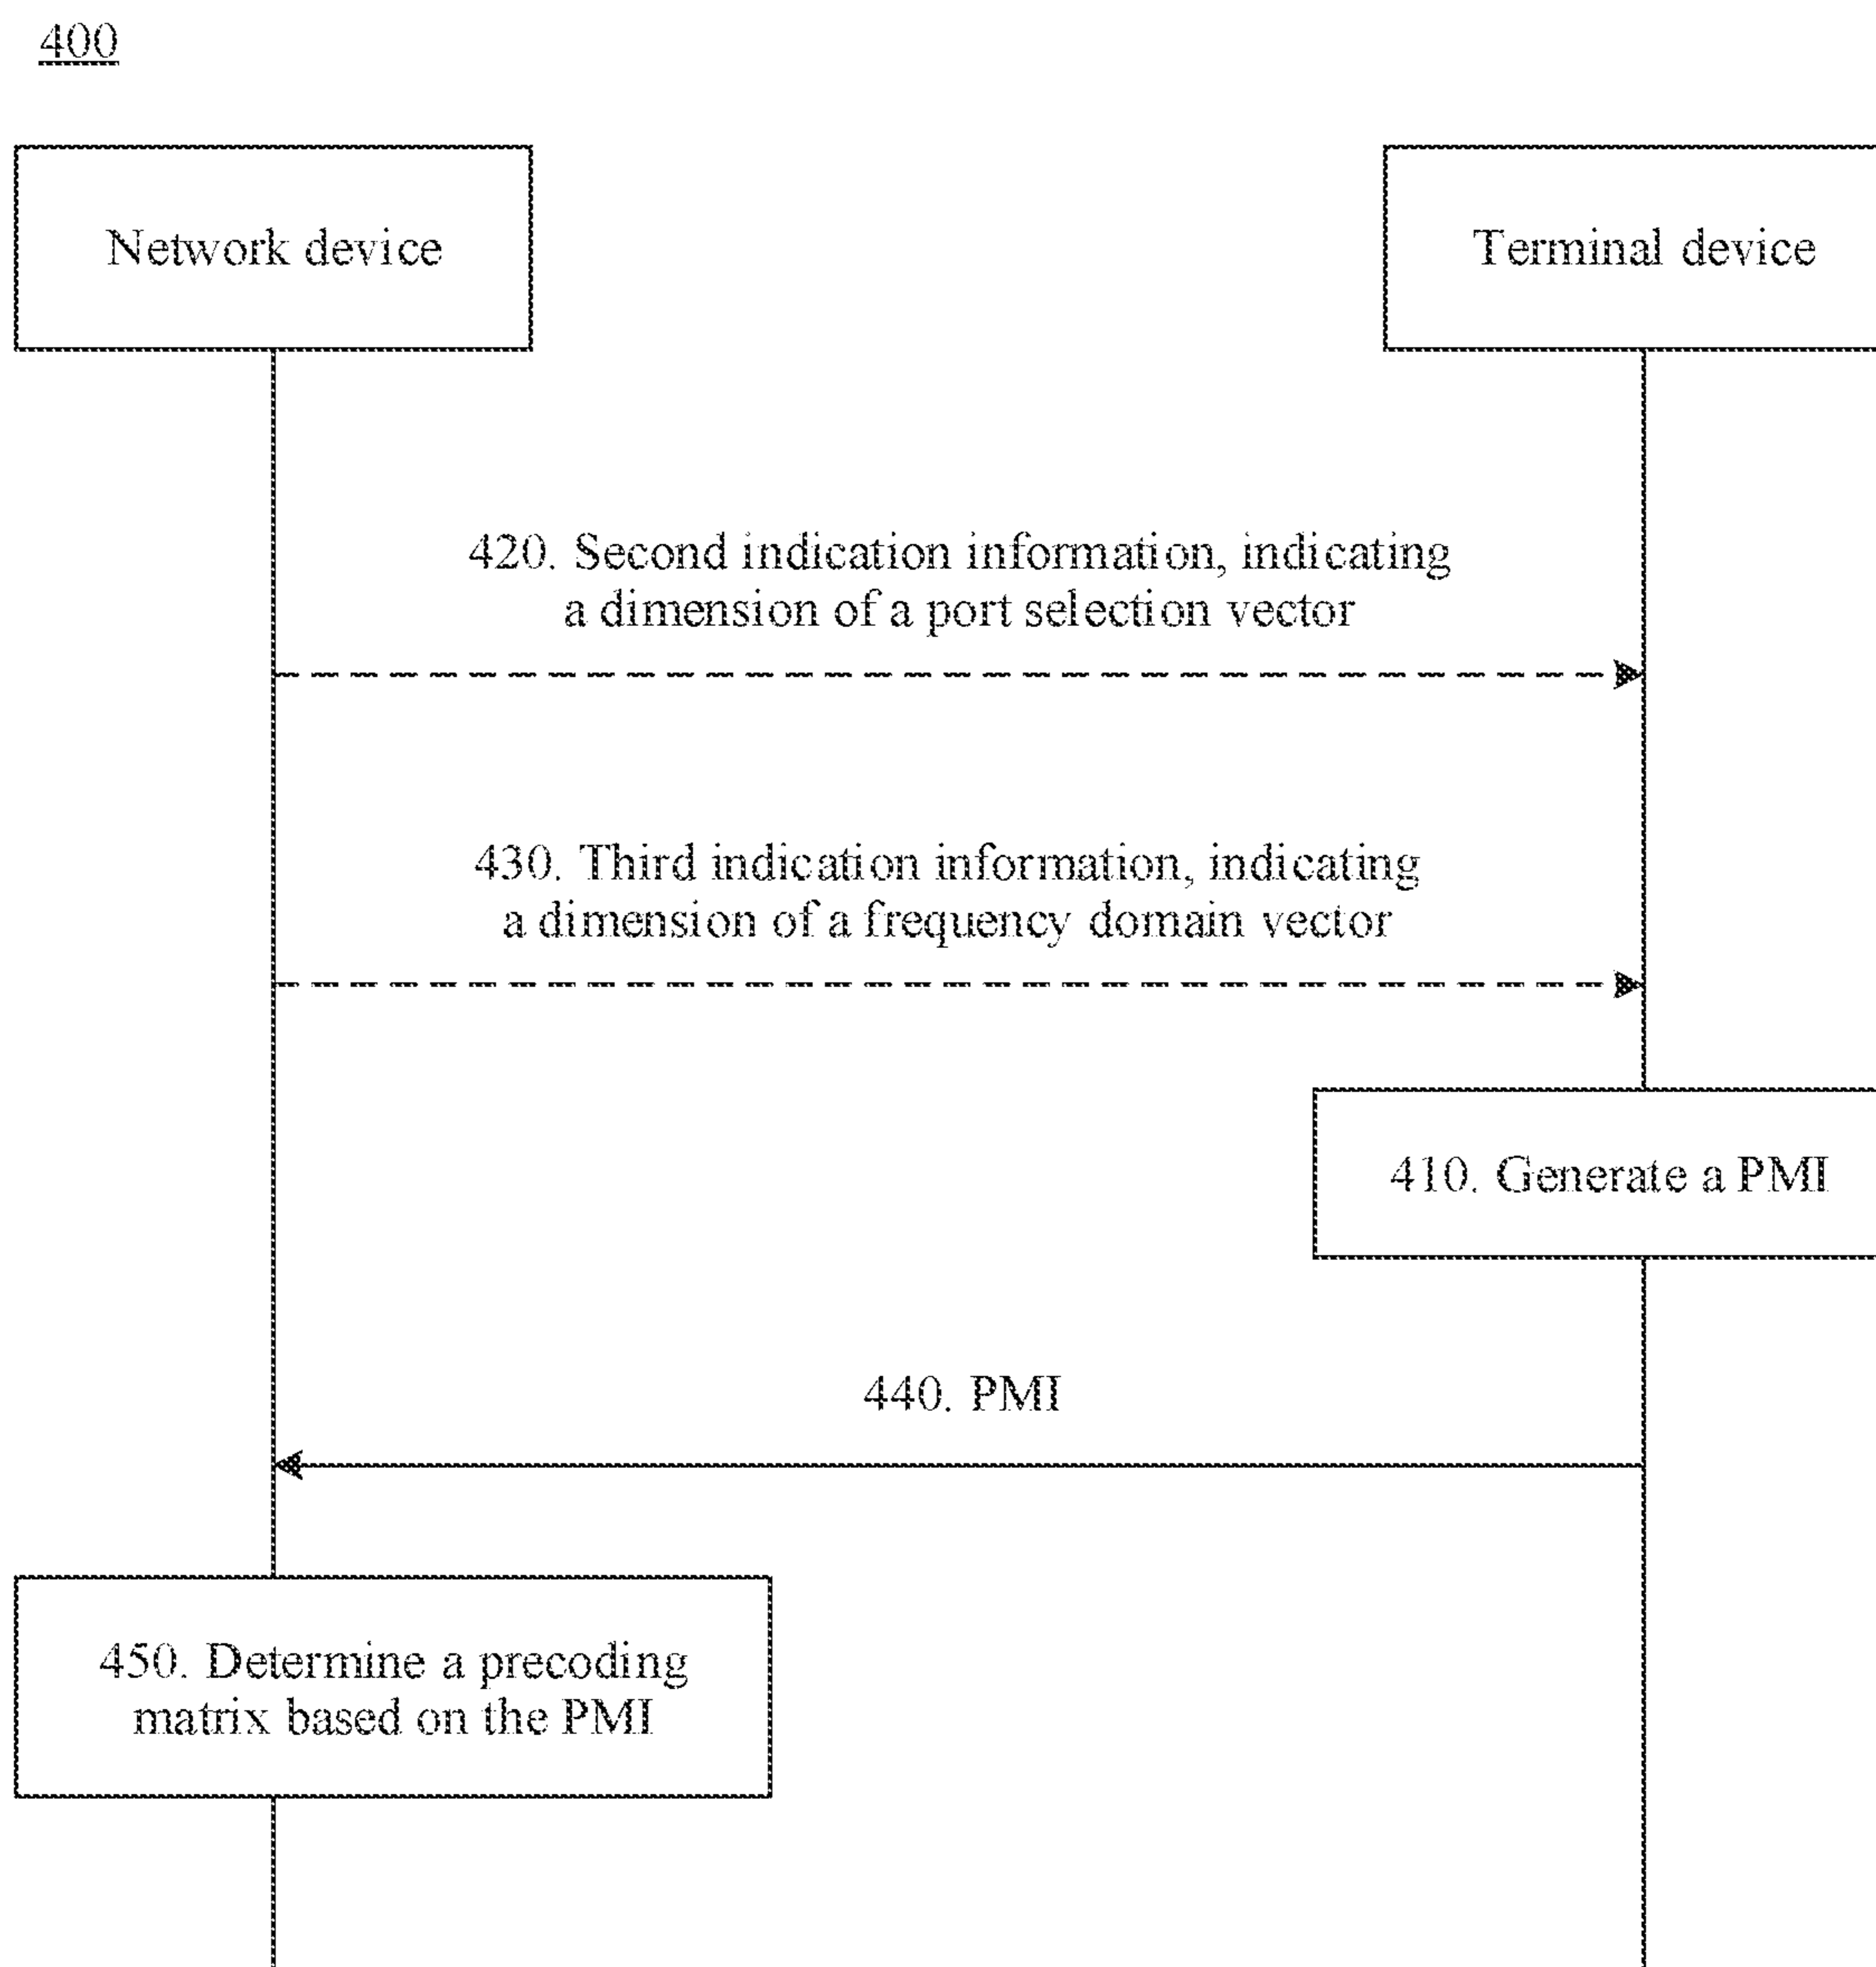 400
Network device
Terminal device
420. Second indication information, indicating
a dimension of a port selection vector
430. Third indication information, indicating
a dimension of a frequency domain vector
410. Generate a PMI
440. PMI
450. Determine a precoding
matrix based on the PMI